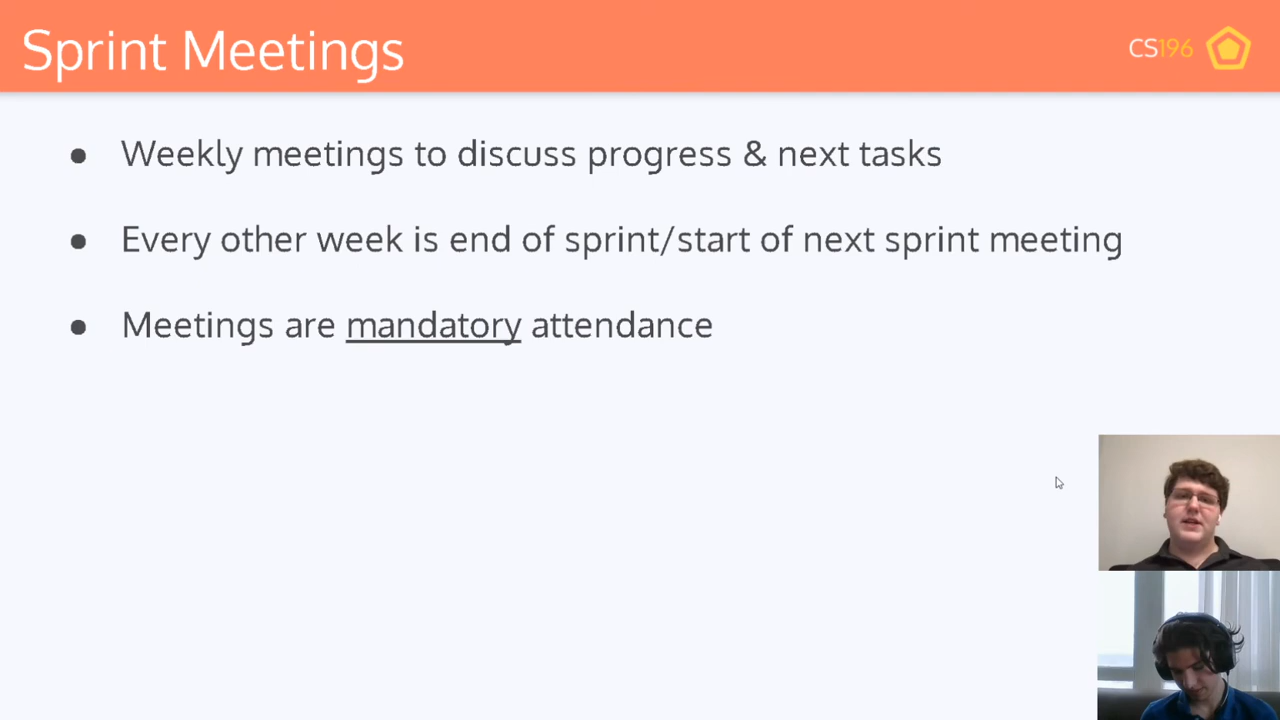 Sprint Meetings
CS196
● Weekly meetings to discuss progress & next tasks
● Every other week is end of sprint/start of next sprint meeting
● Meetings are mandatory attendance